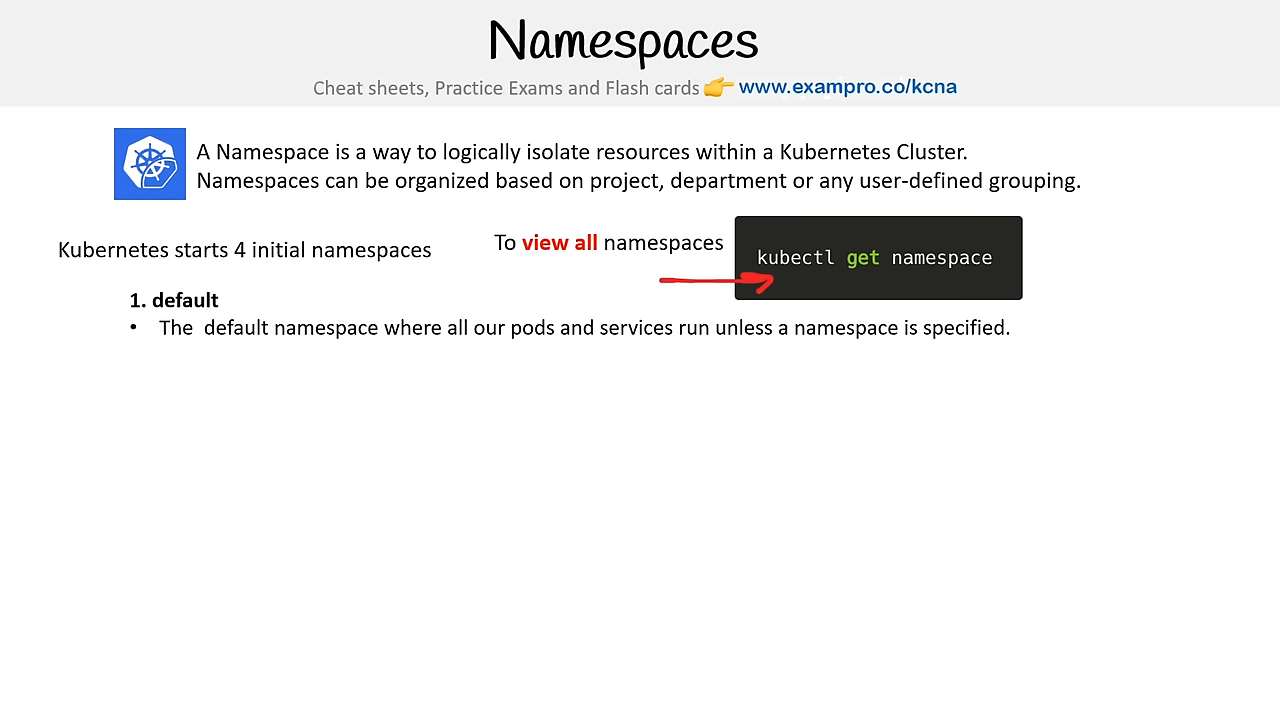 Namespaces
Cheat sheets, Practice Exams and Flash cards 👉 www.exampro.co/kcna
A Namespace is a way to logically isolate resources within a Kubernetes Cluster.
Namespaces can be organized based on project, department or any user-defined grouping.
Kubernetes starts 4 initial namespaces
To view all namespaces
kubectl get namespace
1. default
• The default namespace where all our pods and services run unless a namespace is specified.